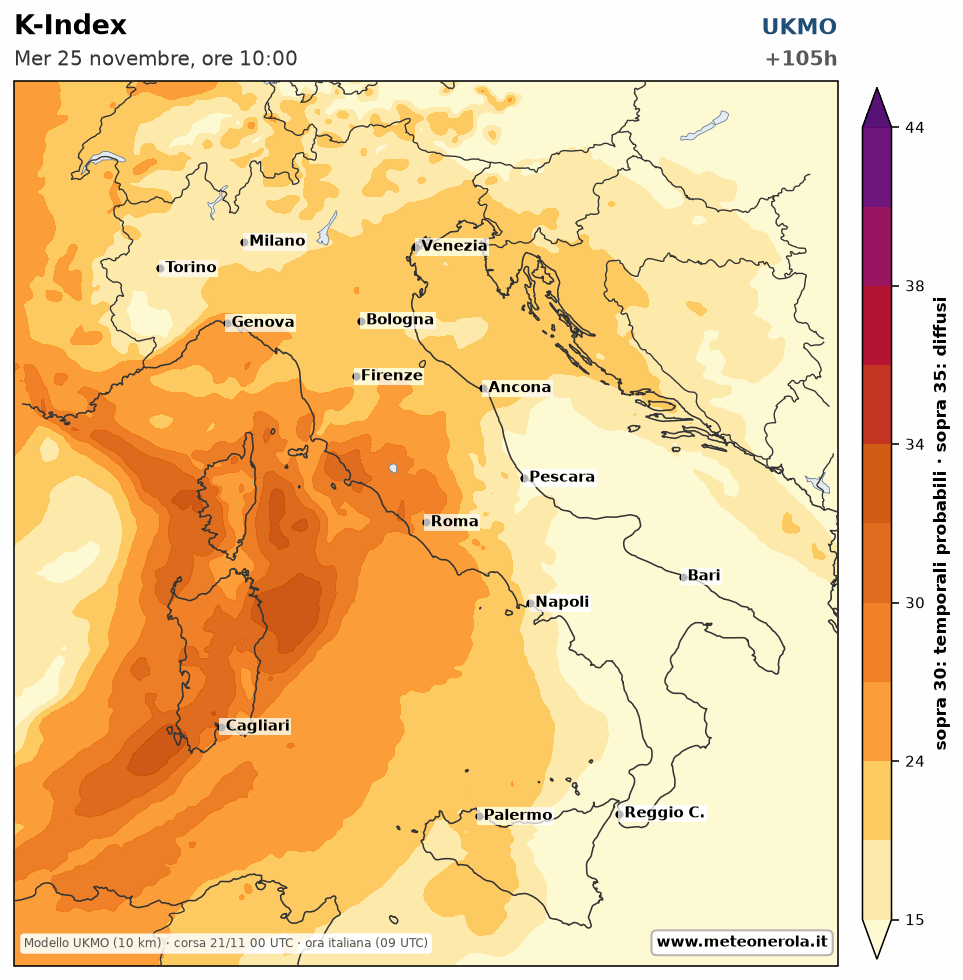 K-Index
UKMO
Mer 25 novembre, ore 10:00
+105h
44
38
34
30
24
15
sopra 30: temporali probabili · sopra 35: diffusi
Milano
Venezia
Torino
Genova
Bologna
Firenze
Ancona
Pescara
Roma
Bari
Napoli
Cagliari
Palermo
Reggio C.
Modello UKMO (10 km) · corsa 21/11 00 UTC · ora italiana (09 UTC)
www.meteonerola.it